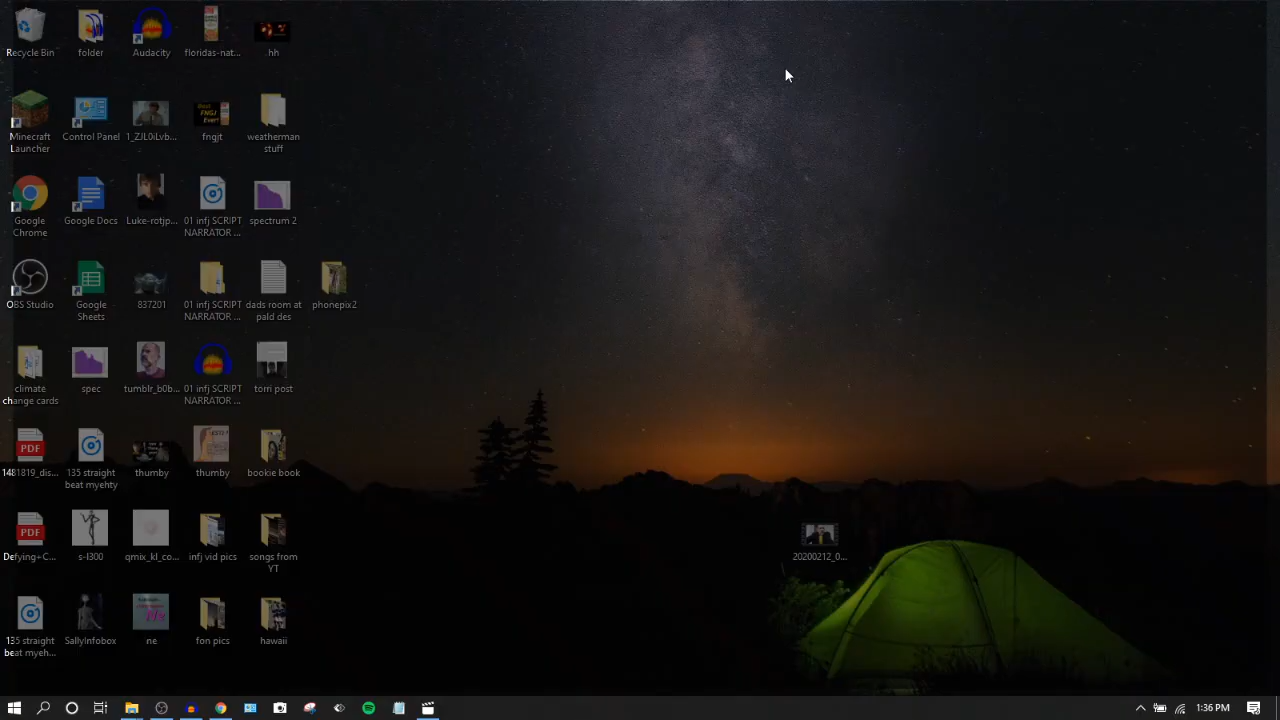 Recycle Bin
folder
Audacity
floridas-nat...
hh
Minecraft
Launcher
Control Panel
1_ZJL0iLvb...
fngjt
weatherman
stuff
Google
Chrome
Google Docs
Luke-rotjp...
01 infj SCRIPT
NARRATOR ...
spectrum 2
OBS Studio
Google
Sheets
837201
01 infj SCRIPT
NARRATOR ...
dads room at
pald des
phonepix2
climate
change cards
spec
tumblr_b0b...
01 infj SCRIPT
NARRATOR ...
torri post
PDF
1481819_dis...
135 straight
beat myehty
thumby
thumby
bookie book
PDF
Defying+C...
s-l300
qmix_kl_co...
infj vid pics
songs from
YT
20200212_0...
135 straight
beat myeh...
SallyInfobox
ne
fon pics
hawaii
1:36 PM